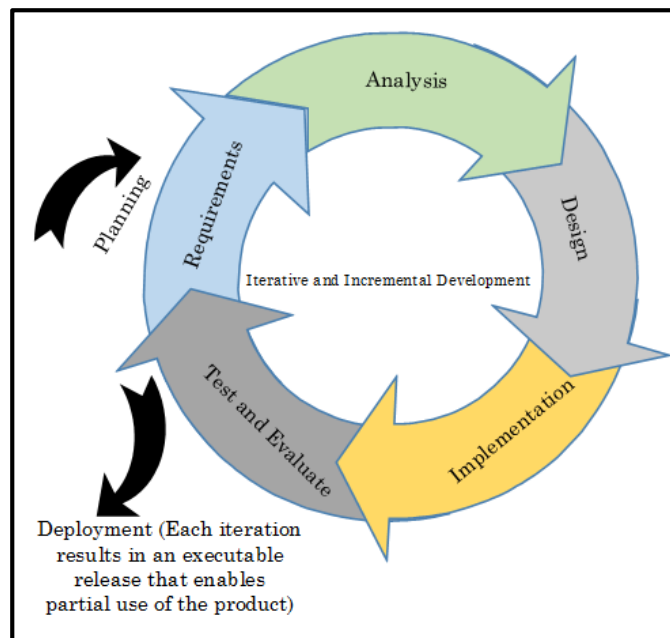 Analysis
Planning
Requirements
Design
Iterative and Incremental Development
Test and Evaluate
Implementation
Deployment (Each iteration
results in an executable
release that enables
partial use of the product)